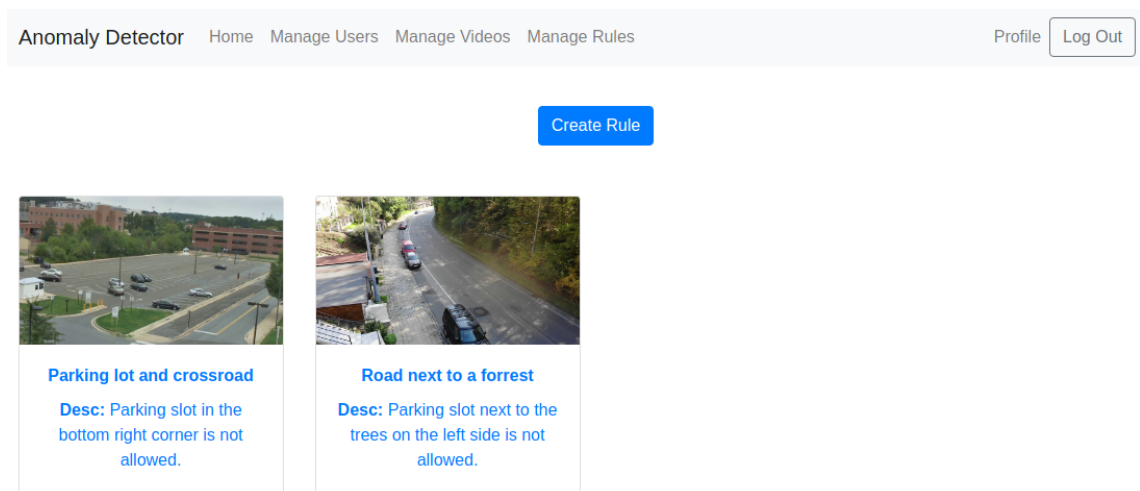 Anomaly Detector Home Manage Users Manage Videos Manage Rules Profile Log Out
Create Rule
Parking lot and crossroad
Desc: Parking slot in the
bottom right corner is not
allowed.
Road next to a forrest
Desc: Parking slot next to the
trees on the left side is not
allowed.